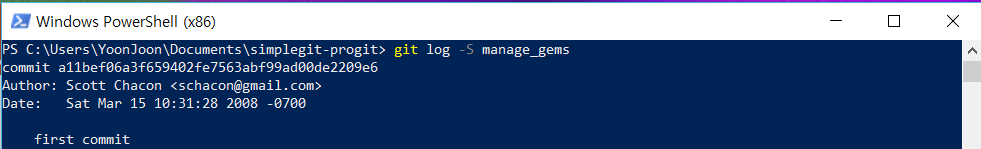 Windows PowerShell (x86)
PS C:\Users\YoonJoon\Documents\simplegit-progit> git log -S manage_gems
commit a11bef06a3f659402fe7563abf99ad00de2209e6
Author: Scott Chacon <schacon@gmail.com>
Date:   Sat Mar 15 10:31:28 2008 -0700
    first commit